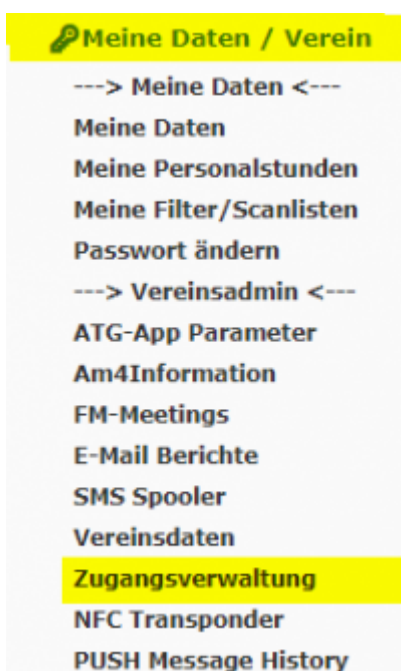 Meine Daten / Verein
---> Meine Daten <---
Meine Daten
Meine Personalstunden
Meine Filter/Scanlisten
Passwort ändern
---> Vereinsadmin <---
ATG-App Parameter
Am4Information
FM-Meetings
E-Mail Berichte
SMS Spooler
Vereinsdaten
Zugangsverwaltung
NFC Transponder
PUSH Message History